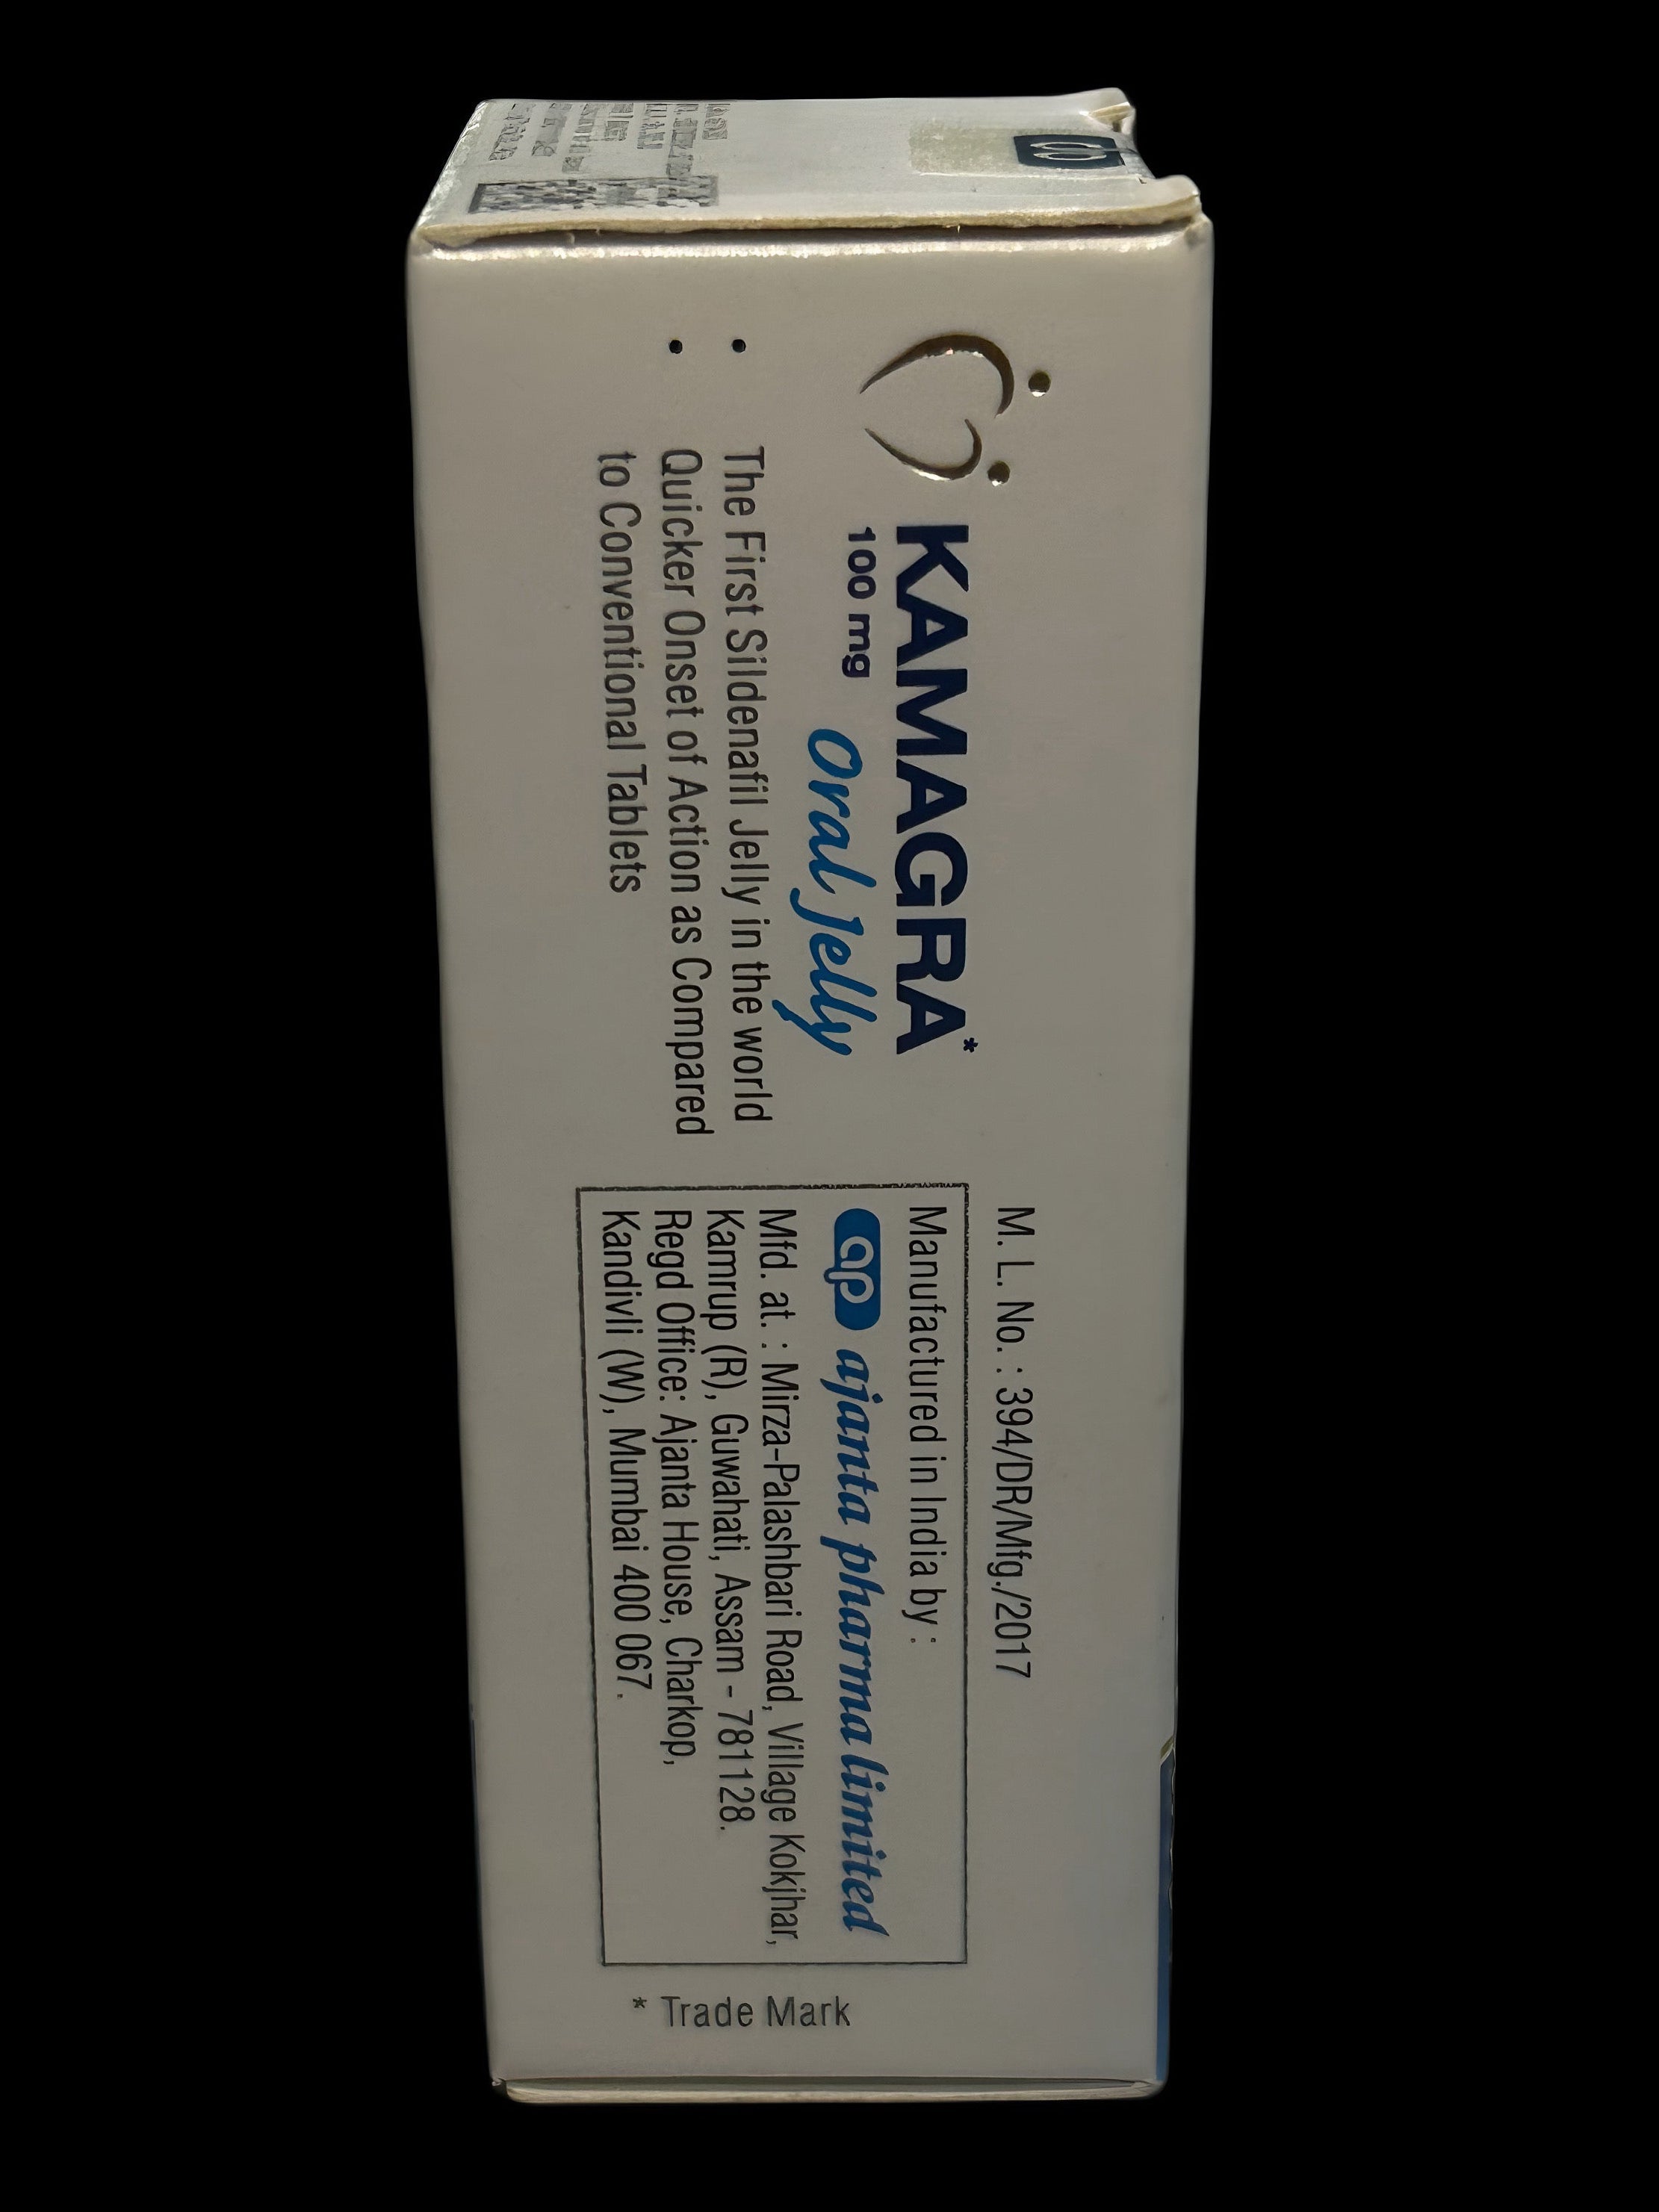 KAMAGRA*
100 mg Oral Jelly
• The First Sildenafil Jelly in the world
• Quicker Onset of Action as Compared
to Conventional Tablets
M. L. No. : 394/DR/Mfg./2017
Manufactured in India by :
ap ajanta pharma limited
Mfd. at. : Mirza-Palashbari Road, Village Kokjhar,
Kamrup (R), Guwahati, Assam - 781128.
Regd Office: Ajanta House, Charkop,
Kandivli (W), Mumbai 400 067.
* Trade Mark